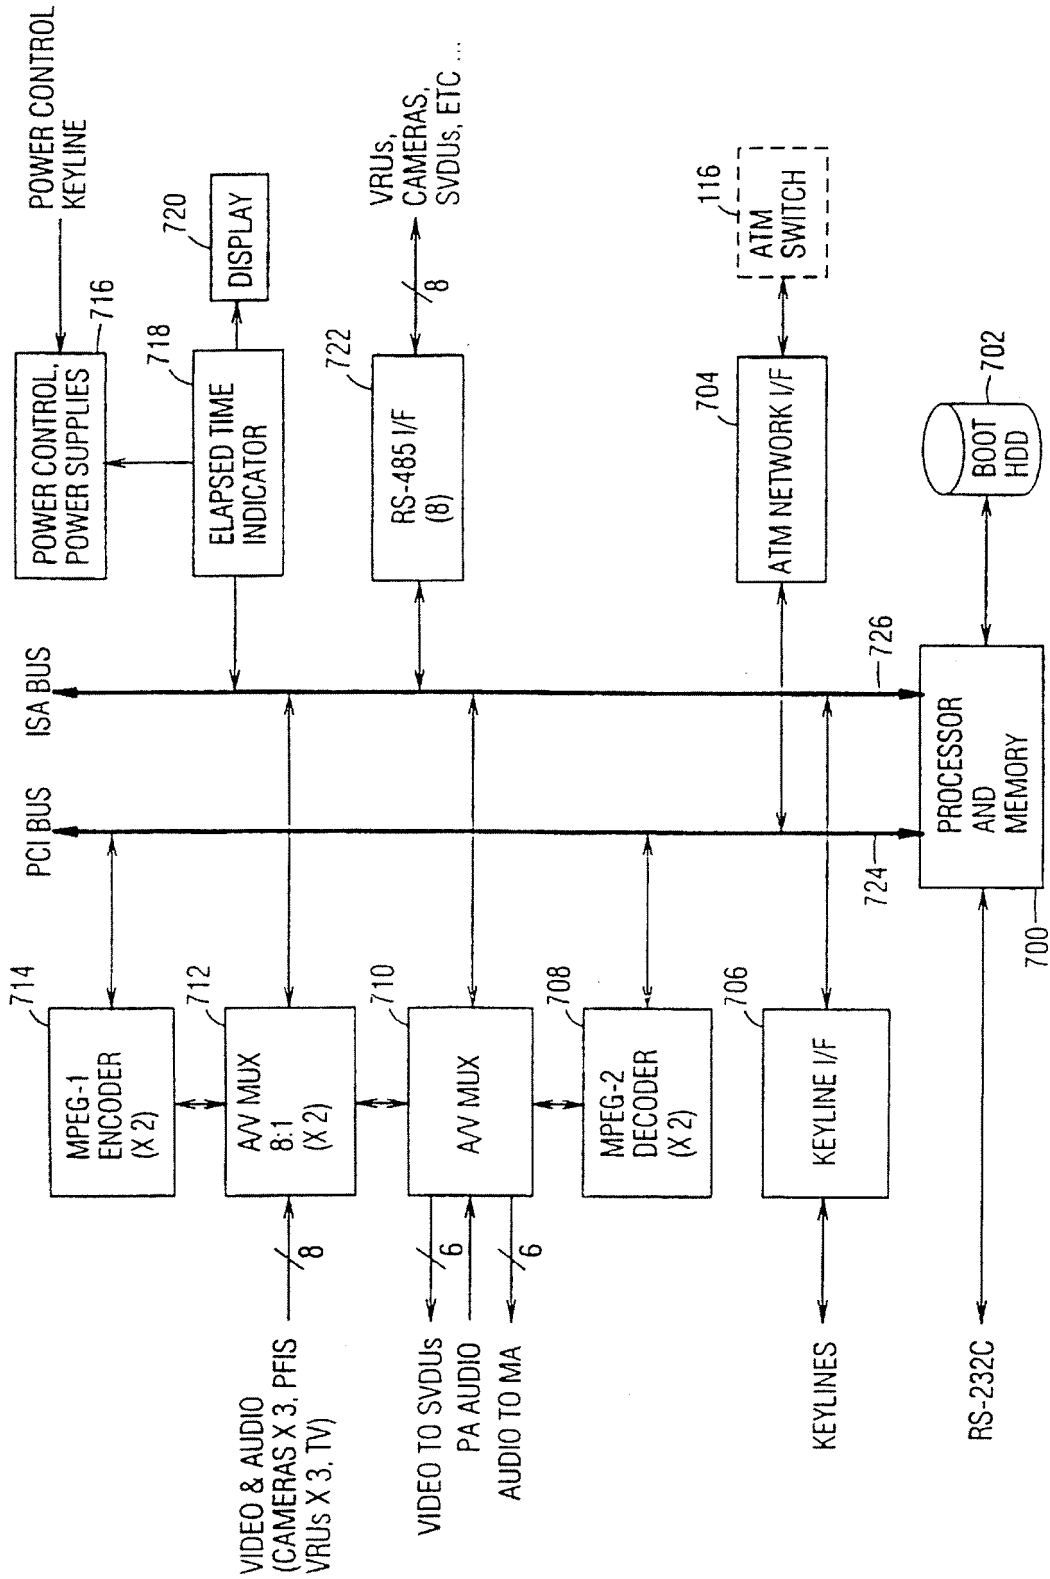 VIDEO & AUDIO
(CAMERAS X 3, PFIS
VRUs X 3, TV)
8
VIDEO TO SVDUs
6
PA AUDIO
AUDIO TO MA
6
KEYLINES
RS-232C
714
MPEG-1
ENCODER
(X 2)
712
A/V MUX
8:1
(X 2)
710
A/V MUX
708
MPEG-2
DECODER
(X 2)
706
KEYLINE I/F
PCI BUS
ISA BUS
724
726
700
PROCESSOR
AND
MEMORY
POWER CONTROL
KEYLINE
716
POWER CONTROL,
POWER SUPPLIES
718
ELAPSED TIME
INDICATOR
720
DISPLAY
722
RS-485 I/F
(8)
8
VRUs,
CAMERAS,
SVDUs, ETC ...
704
ATM NETWORK I/F
116
ATM
SWITCH
702
BOOT
HDD